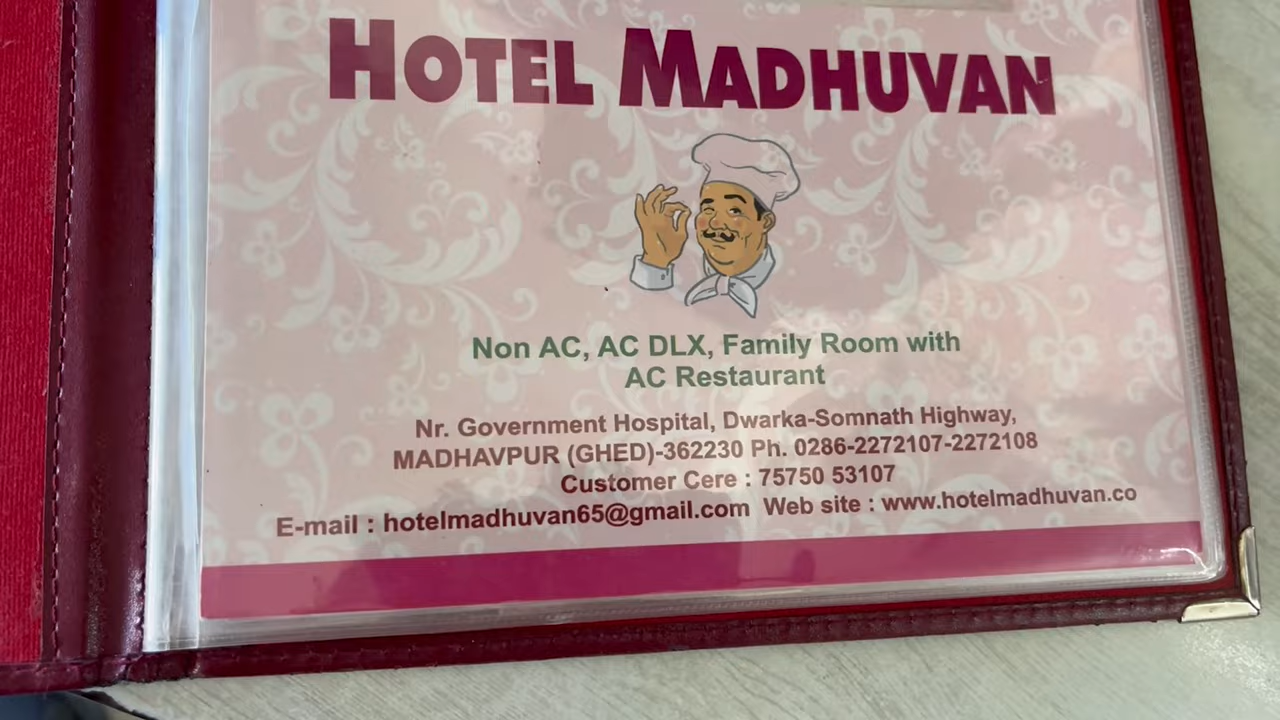 HOTEL MADHUVAN
Non AC, AC DLX, Family Room with
AC Restaurant
Nr. Government Hospital, Dwarka-Somnath Highway,
MADHAVPUR (GHED)-362230 Ph. 0286-2272107-2272108
Customer Cere : 75750 53107
E-mail : hotelmadhuvan65@gmail.com Web site : www.hotelmadhuvan.co